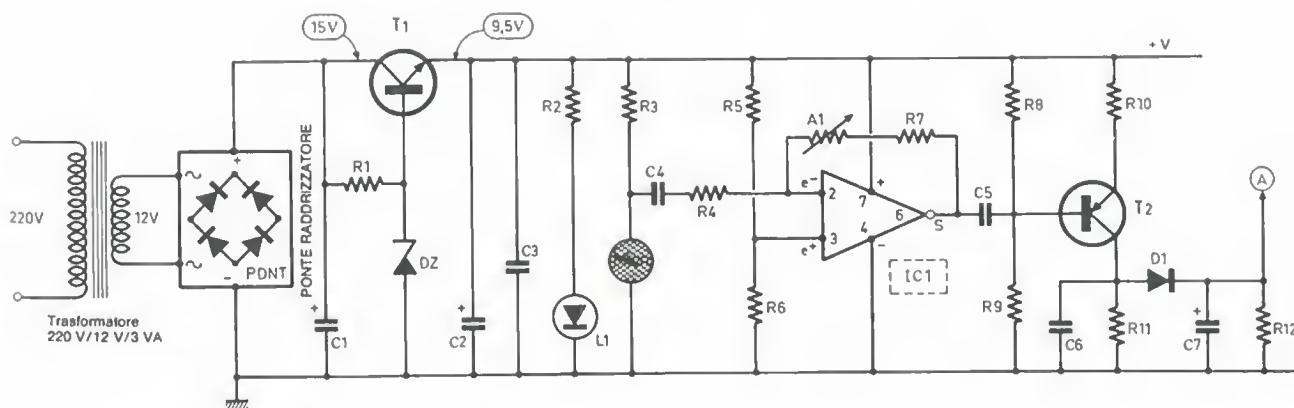 15V
T1
9,5V
+ V
R2
R3
R5
R8
R10
A1
R7
PONTE RADDRIZZATORE
+
R1
C4
R4
e-
2
7
+
C5
T2
A
220V
12V
6
S
3
4
-
e+
IC1
PDNT
-
DZ
C3
D1
R6
R9
+
C1
+
C2
L1
C6
R11
+
C7
R12
Trasformatore
220 V/12 V/3 VA